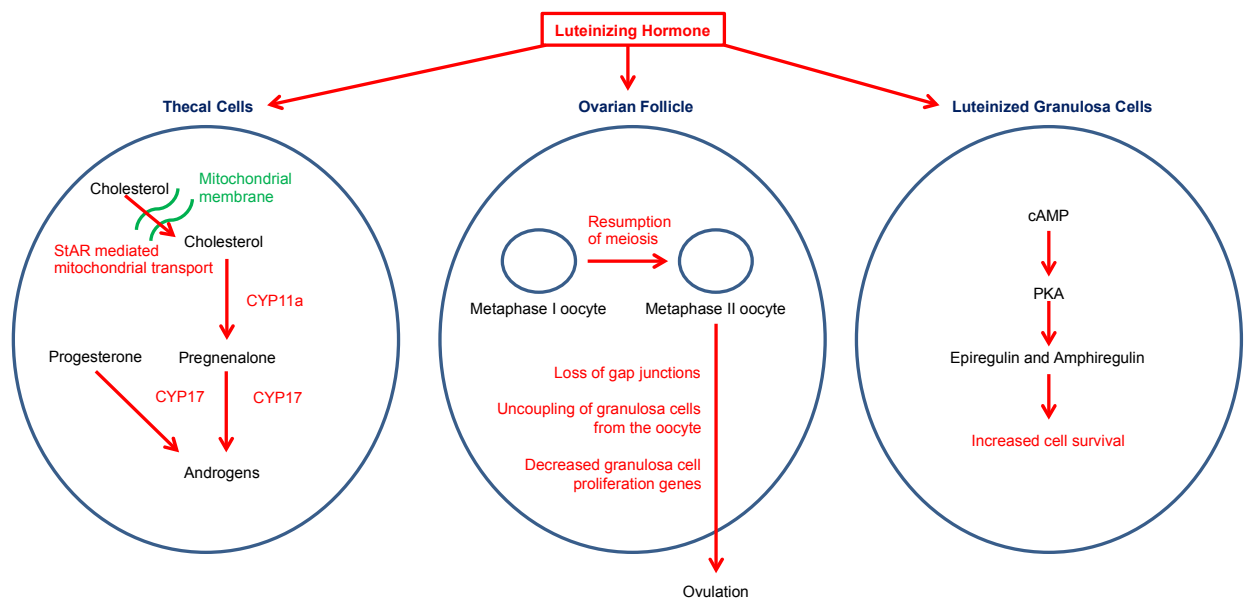 Luteinizing Hormone
Thecal Cells
Cholesterol
Mitochondrial
membrane
StAR mediated
mitochondrial transport
Cholesterol
CYP11a
Progesterone
Pregnenalone
CYP17
CYP17
Androgens
Ovarian Follicle
Resumption
of meiosis
Metaphase I oocyte
Metaphase II oocyte
Loss of gap junctions
Uncoupling of granulosa cells
from the oocyte
Decreased granulosa cell
proliferation genes
Ovulation
Luteinized Granulosa Cells
cAMP
PKA
Epiregulin and Amphiregulin
Increased cell survival